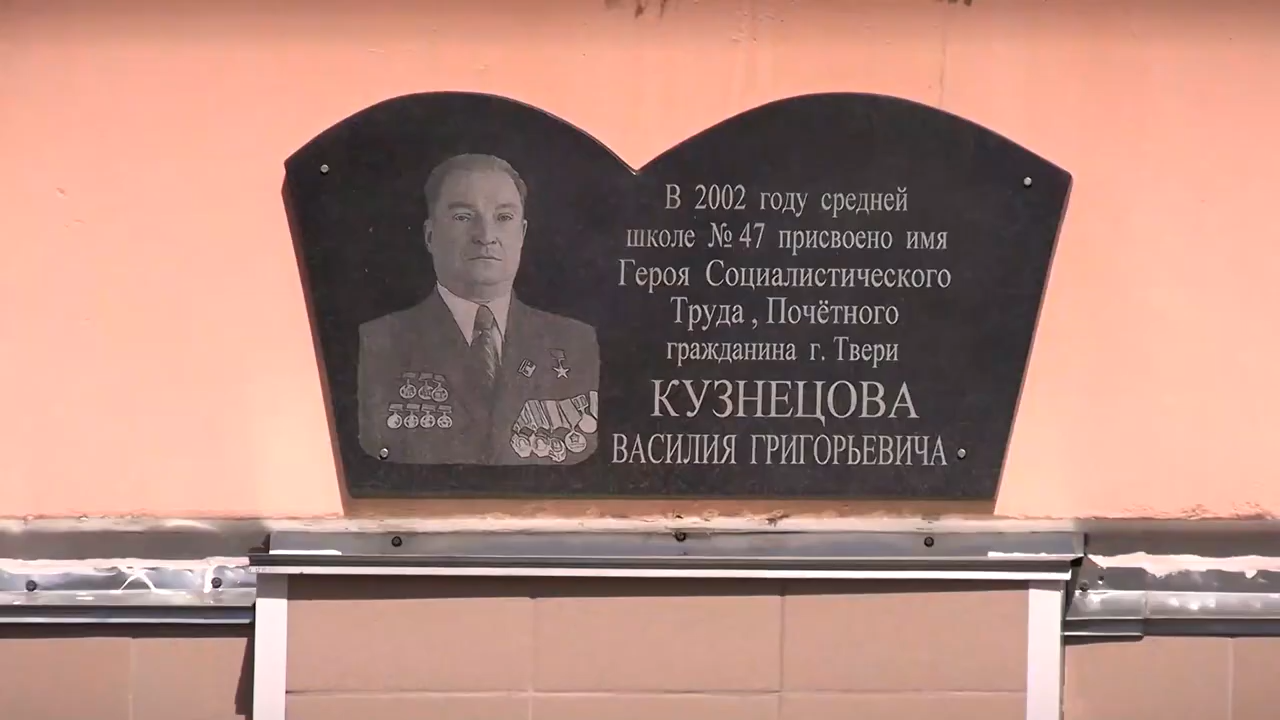 В 2002 году средней
школе № 47 присвоено имя
Героя Социалистического
Труда , Почётного
гражданина г. Твери
КУЗНЕЦОВА
ВАСИЛИЯ ГРИГОРЬЕВИЧА